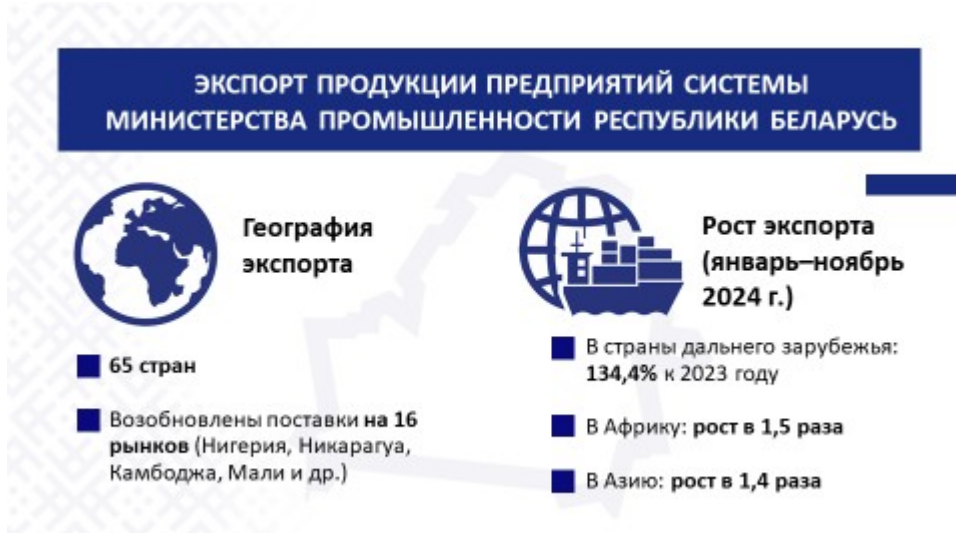 ЭКСПОРТ ПРОДУКЦИИ ПРЕДПРИЯТИЙ СИСТЕМЫ
МИНИСТЕРСТВА ПРОМЫШЛЕННОСТИ РЕСПУБЛИКИ БЕЛАРУСЬ
География
экспорта
65 стран
Возобновлены поставки на 16
рынков (Нигерия, Никарагуа,
Камбоджа, Мали и др.)
Рост экспорта
(январь–ноябрь
2024 г.)
В страны дальнего зарубежья:
134,4% к 2023 году
В Африку: рост в 1,5 раза
В Азию: рост в 1,4 раза